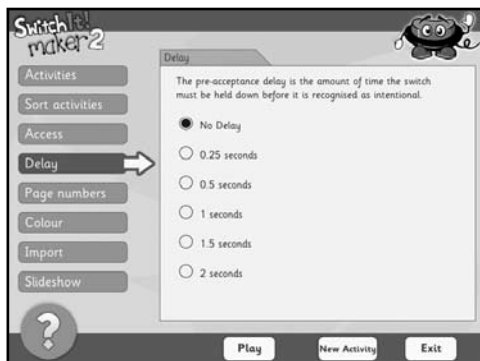 SwitchIt!
maker 2
Activities
Sort activities
Access
Delay
Page numbers
Colour
Import
Slideshow
?
Delay
The pre-acceptance delay is the amount of time the switch
must be held down before it is recognised as intentional.
No Delay
0.25 seconds
0.5 seconds
1 seconds
1.5 seconds
2 seconds
Play
New Activity
Exit